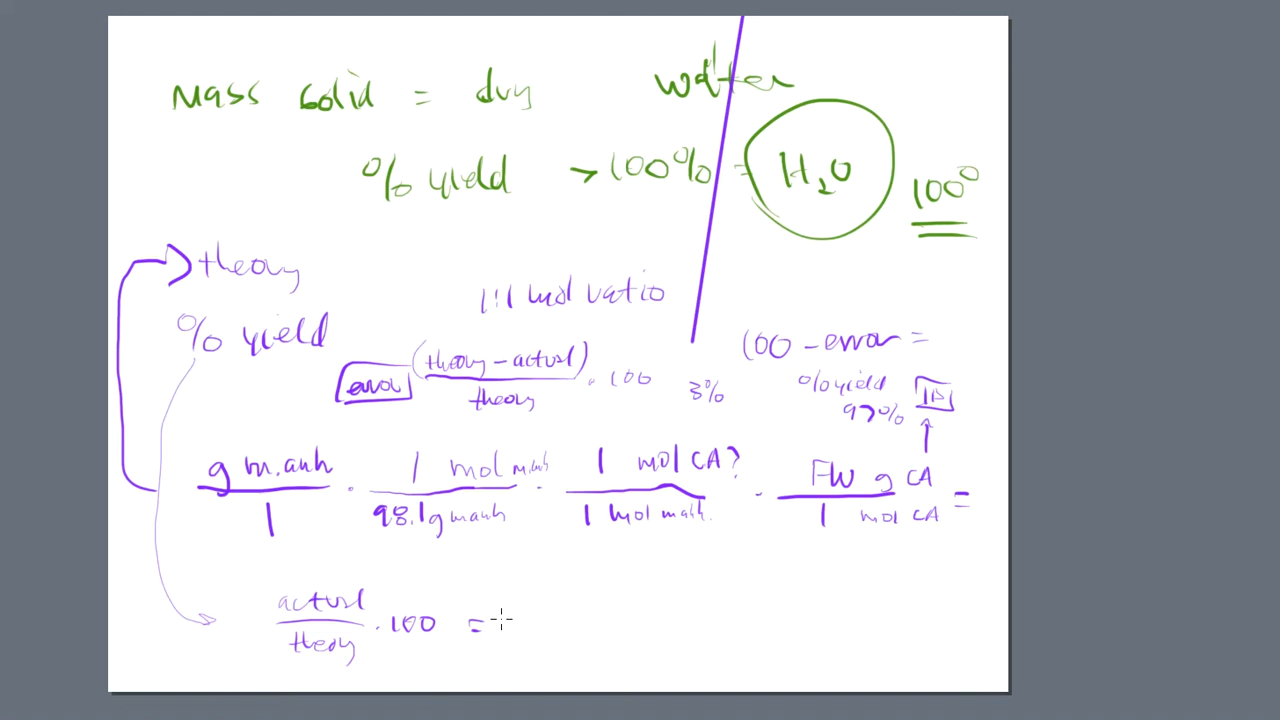 Mass solid = dry water
% yield > 100% = H₂O 100°
theory
1:1 mol ratio
% yield
100 - error =
error (theory - actual) / theory . 100 3%
% yield 97%
g m.anh / 1 . 1 mol m.anh / 98.1g m anh . 1 mol CA? / 1 mol m anh. . FW g CA / 1 mol CA =
actual / theory . 100 =